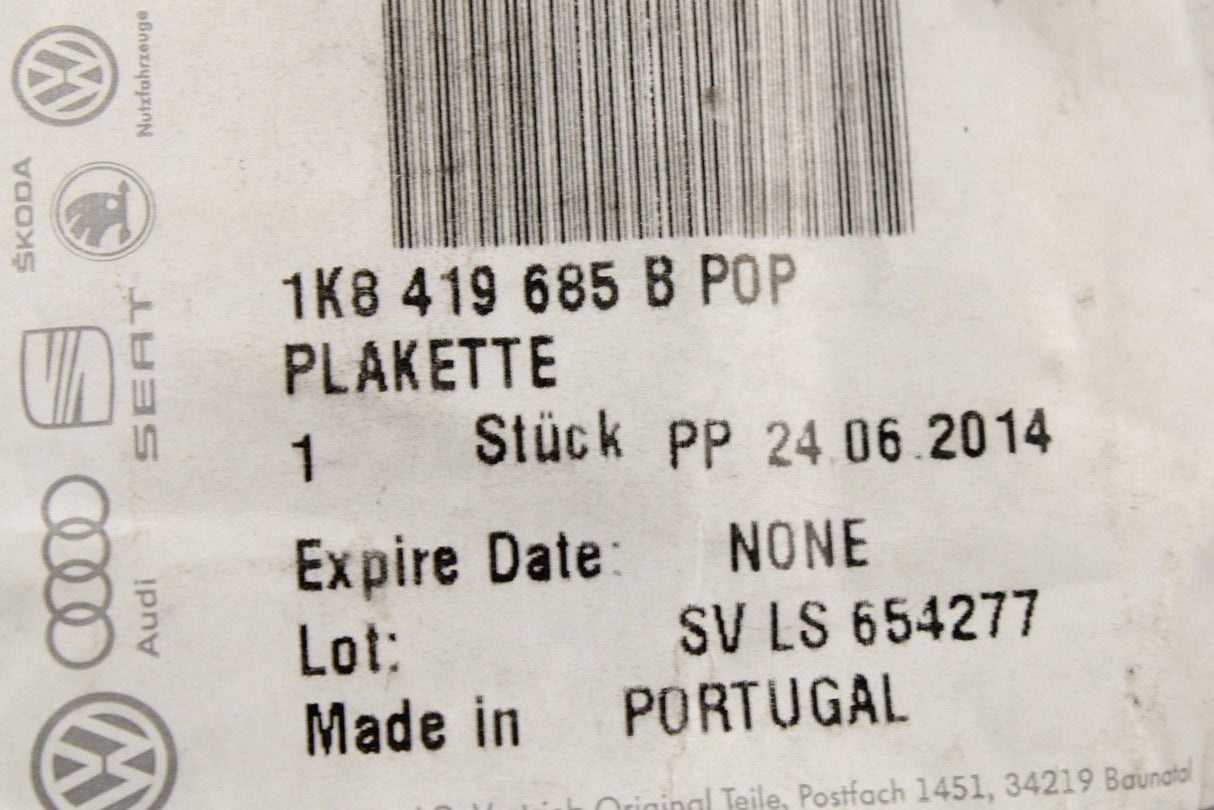 Nutzfahrzeuge
ŠKODA
SEAT
Audi
1K8 419 685 B POP
PLAKETTE
1 Stück PP 24.06.2014
Expire Date: NONE
Lot: SV LS 654277
Made in PORTUGAL
Original Teile, Postfach 1451, 34219 Baunatal